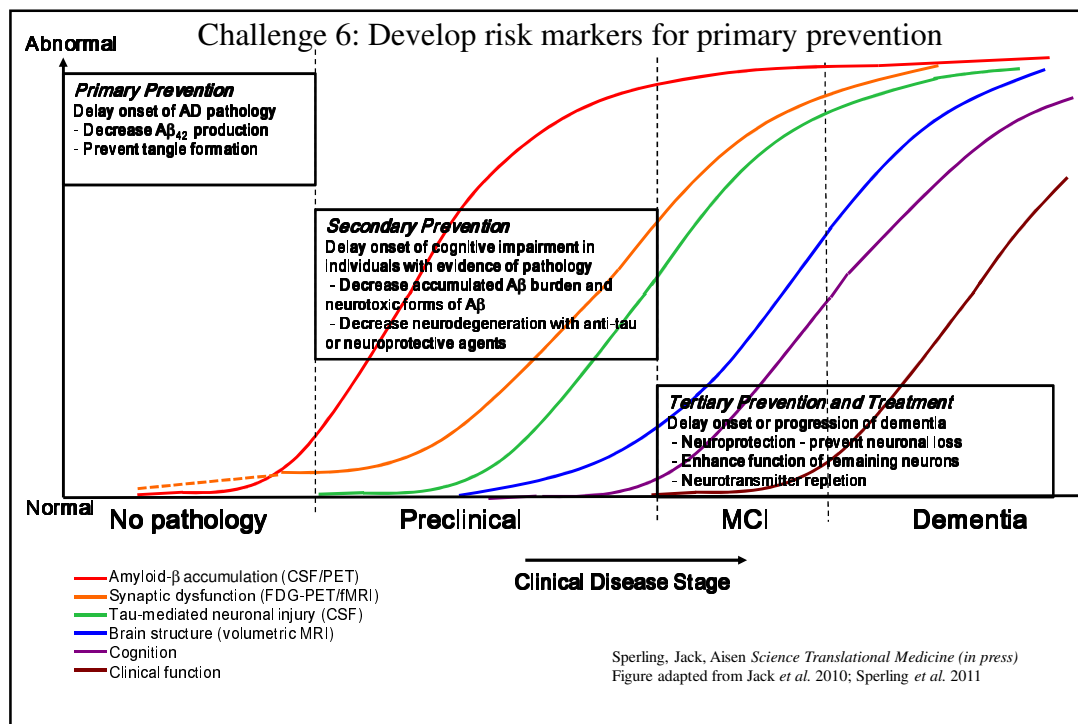 Challenge 6: Develop risk markers for primary prevention
Abnormal
Primary Prevention
Delay onset of AD pathology
- Decrease Aβ42 production
- Prevent tangle formation
Secondary Prevention
Delay onset of cognitive impairment in
individuals with evidence of pathology
- Decrease accumulated Aβ burden and
neurotoxic forms of Aβ
- Decrease neurodegeneration with anti-tau
or neuroprotective agents
Tertiary Prevention and Treatment
Delay onset or progression of dementia
- Neuroprotection - prevent neuronal loss
- Enhance function of remaining neurons
- Neurotransmitter repletion
Normal
No pathology Preclinical MCI Dementia
Clinical Disease Stage
Amyloid-β accumulation (CSF/PET)
Synaptic dysfunction (FDG-PET/fMRI)
Tau-mediated neuronal injury (CSF)
Brain structure (volumetric MRI)
Cognition
Clinical function
Sperling, Jack, Aisen Science Translational Medicine (in press)
Figure adapted from Jack et al. 2010; Sperling et al. 2011